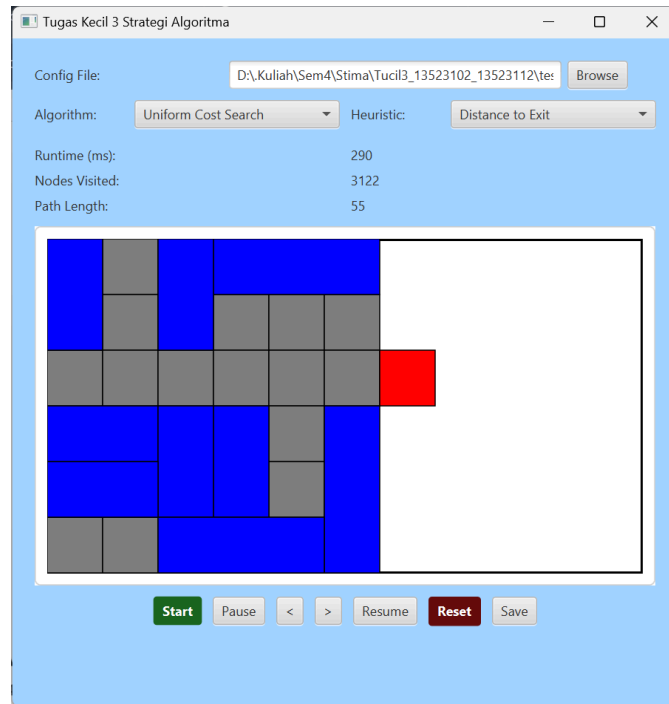 Tugas Kecil 3 Strategi Algoritma
Config File: D:\.Kuliah\Sem4\Stima\Tucil3_13523102_13523112\tes Browse
Algorithm: Uniform Cost Search Heuristic: Distance to Exit
Runtime (ms): 290
Nodes Visited: 3122
Path Length: 55
Start Pause < > Resume Reset Save